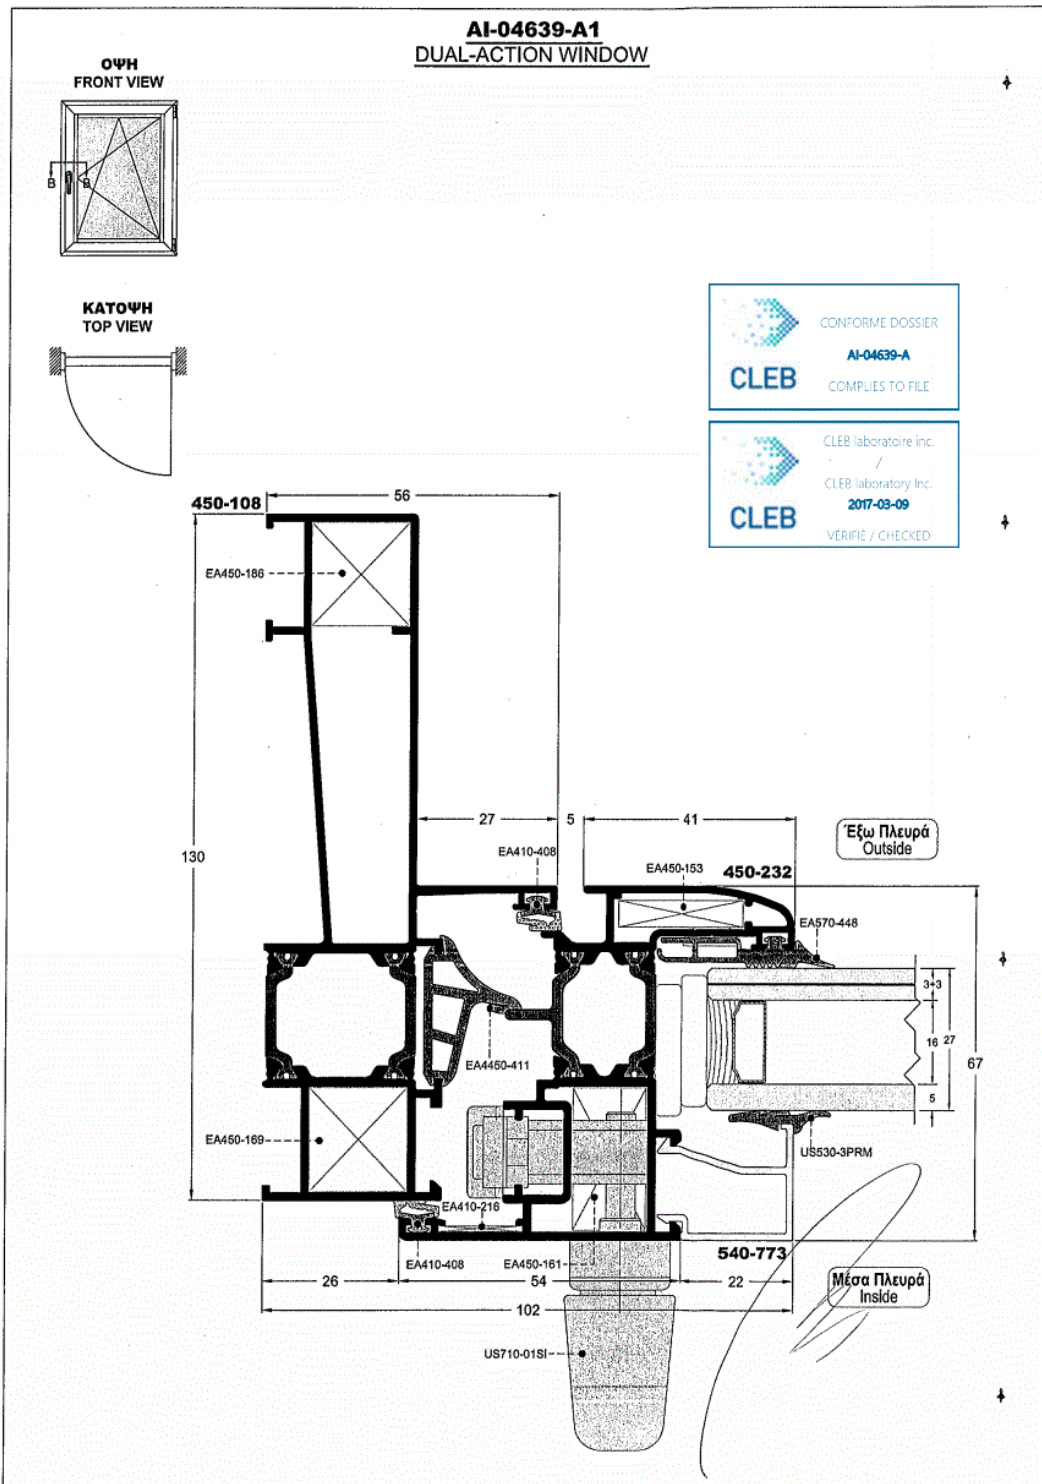 AI-04639-A1
DUAL-ACTION WINDOW
ΟΨΗ
FRONT VIEW
B
B
ΚΑΤΟΨΗ
TOP VIEW
CONFORME DOSSIER
AI-04639-A
CLEB
COMPLIES TO FILE
CLEB laboratoire inc.
/
CLEB laboratory Inc.
2017-03-09
CLEB
VÉRIFIÉ / CHECKED
56
450-108
EA450-186
27
5
41
130
Έξω Πλευρά
Outside
EA410-408
EA450-153
450-232
EA570-448
3+3
16
27
67
EA4450-411
5
EA450-169
US530-3PRM
EA410-216
540-773
EA410-408
EA450-161
26
54
22
Μέσα Πλευρά
Inside
102
US710-01SI